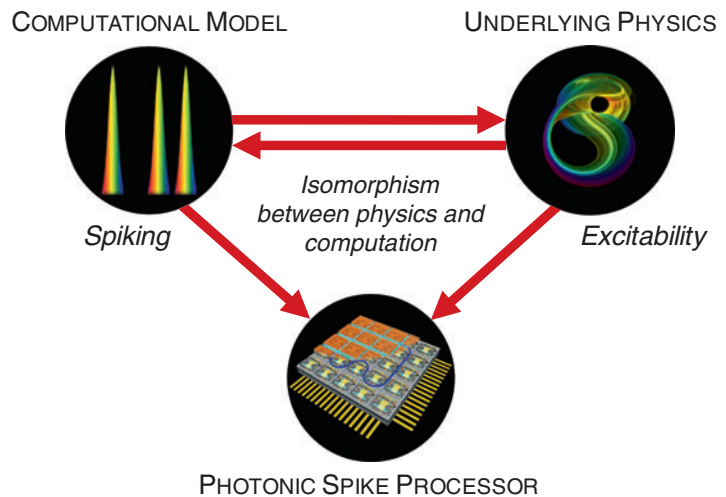 COMPUTATIONAL MODEL
UNDERLYING PHYSICS
Isomorphism
between physics and
computation
Spiking
Excitability
PHOTONIC SPIKE PROCESSOR